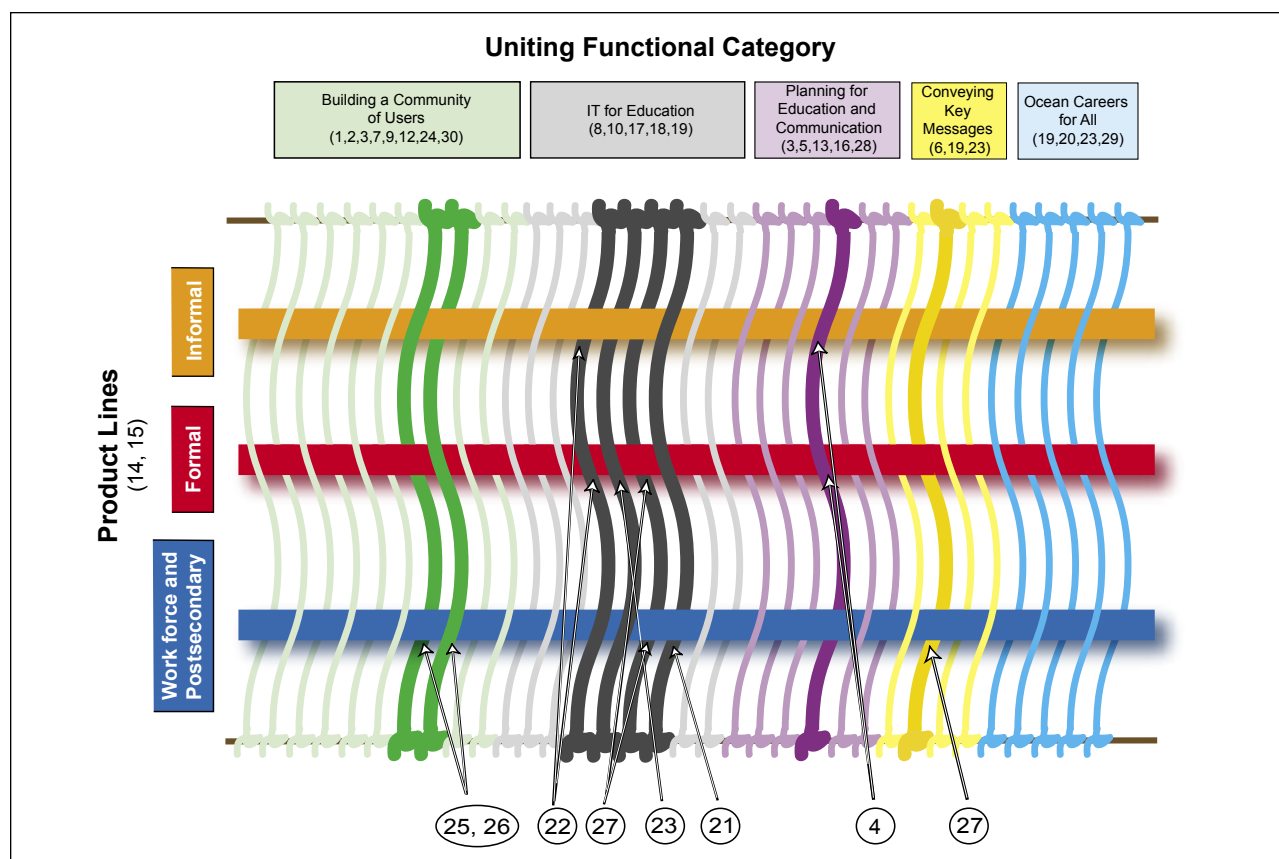 Uniting Functional Category
Building a Community
of Users
(1,2,3,7,9,12,24,30)
IT for Education
(8,10,17,18,19)
Planning for
Education and
Communication
(3,5,13,16,28)
Conveying
Key
Messages
(6,19,23)
Ocean Careers
for All
(19,20,23,29)
Product Lines
(14, 15)
Informal
Formal
Work force and
Postsecondary
25, 26
22
27
23
21
4
27